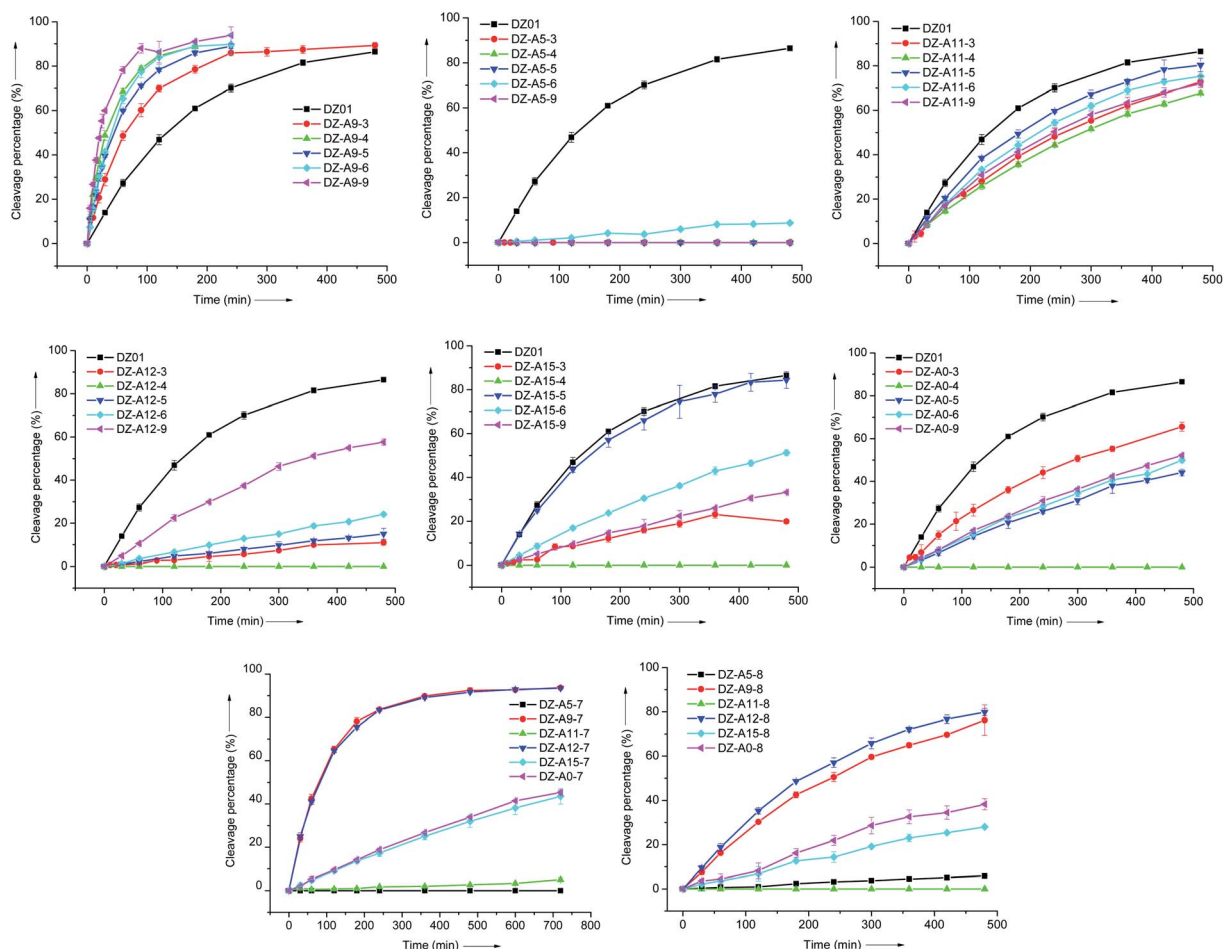 Cleavage percentage (%)
100
80
60
40
20
0
0 100 200 300 400 500
Time (min)
DZ01
DZ-A9-3
DZ-A9-4
DZ-A9-5
DZ-A9-6
DZ-A9-9
Cleavage percentage (%)
100
80
60
40
20
0
0 100 200 300 400 500
Time (min)
DZ01
DZ-A5-3
DZ-A5-4
DZ-A5-5
DZ-A5-6
DZ-A5-9
Cleavage percentage (%)
100
80
60
40
20
0
0 100 200 300 400 500
Time (min)
DZ01
DZ-A11-3
DZ-A11-4
DZ-A11-5
DZ-A11-6
DZ-A11-9
Cleavage percentage (%)
100
80
60
40
20
0
0 100 200 300 400 500
Time (min)
DZ01
DZ-A12-3
DZ-A12-4
DZ-A12-5
DZ-A12-6
DZ-A12-9
Cleavage percentage (%)
100
80
60
40
20
0
0 100 200 300 400 500
Time (min)
DZ01
DZ-A15-3
DZ-A15-4
DZ-A15-5
DZ-A15-6
DZ-A15-9
Cleavage percentage (%)
100
80
60
40
20
0
0 100 200 300 400 500
Time (min)
DZ01
DZ-A0-3
DZ-A0-4
DZ-A0-5
DZ-A0-6
DZ-A0-9
Cleavage percentage (%)
100
80
60
40
20
0
0 100 200 300 400 500 600 700 800
Time (min)
DZ-A5-7
DZ-A9-7
DZ-A11-7
DZ-A12-7
DZ-A15-7
DZ-A0-7
Cleavage percentage (%)
100
80
60
40
20
0
0 100 200 300 400 500
Time (min)
DZ-A5-8
DZ-A9-8
DZ-A11-8
DZ-A12-8
DZ-A15-8
DZ-A0-8